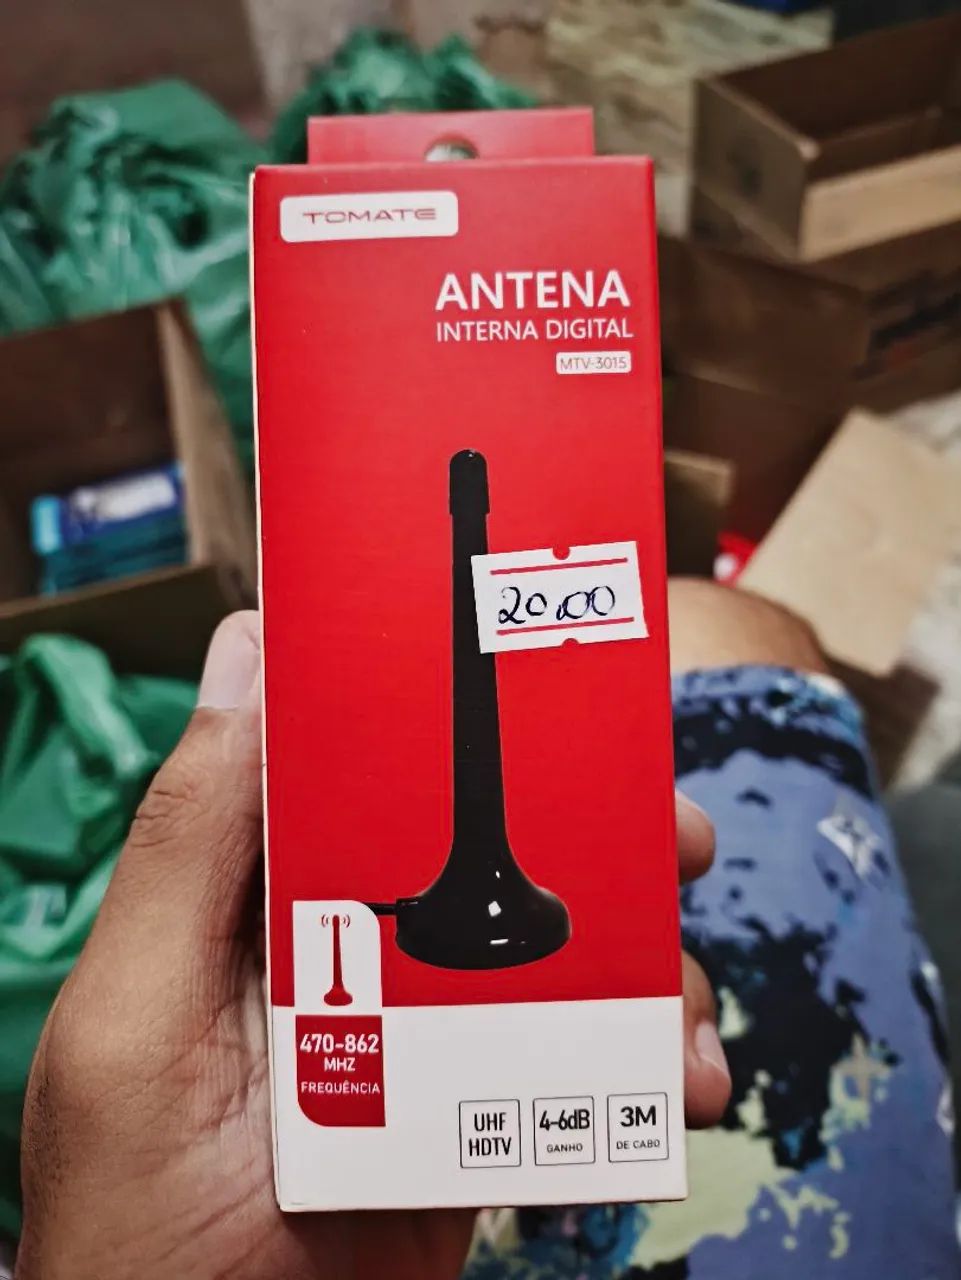 TOMATE
ANTENA
INTERNA DIGITAL
MTV-3015
20,00
470-862
MHZ
FREQUÊNCIA
UHF
HDTV
4-6dB
GANHO
3M
DE CABO